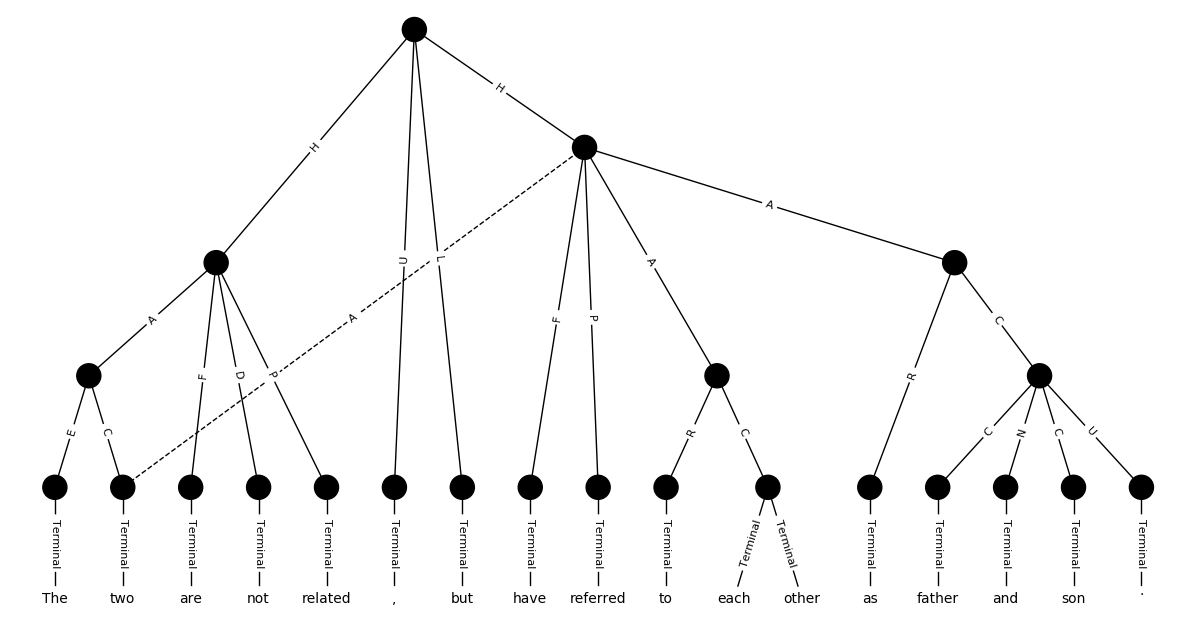 H
H
A
A
U
L
A
F
P
A
A
F
D
P
R
C
E
C
R
C
C
N
C
U
Terminal Terminal Terminal Terminal Terminal Terminal Terminal Terminal Terminal Terminal Terminal Terminal Terminal Terminal Terminal Terminal Terminal
The two are not related , but have referred to each other as father and son .